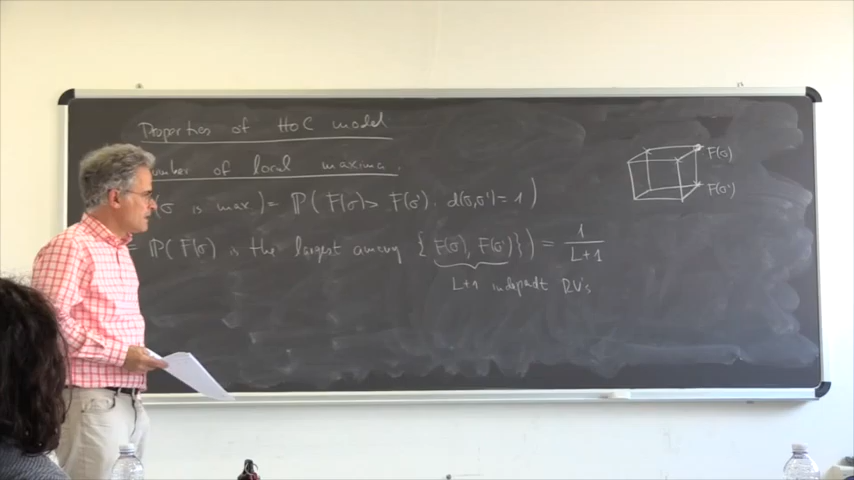 Properties of HoC model
umber of local maxima.
(σ is max) = ℙ( F(σ) > F(σ'). d(σ,σ') = 1 )
= ℙ( F(σ) is the largest among { F(σ), F(σ') } ) = 1/(L+1)
L+1 indepdt RV's
F(σ)
F(σ')